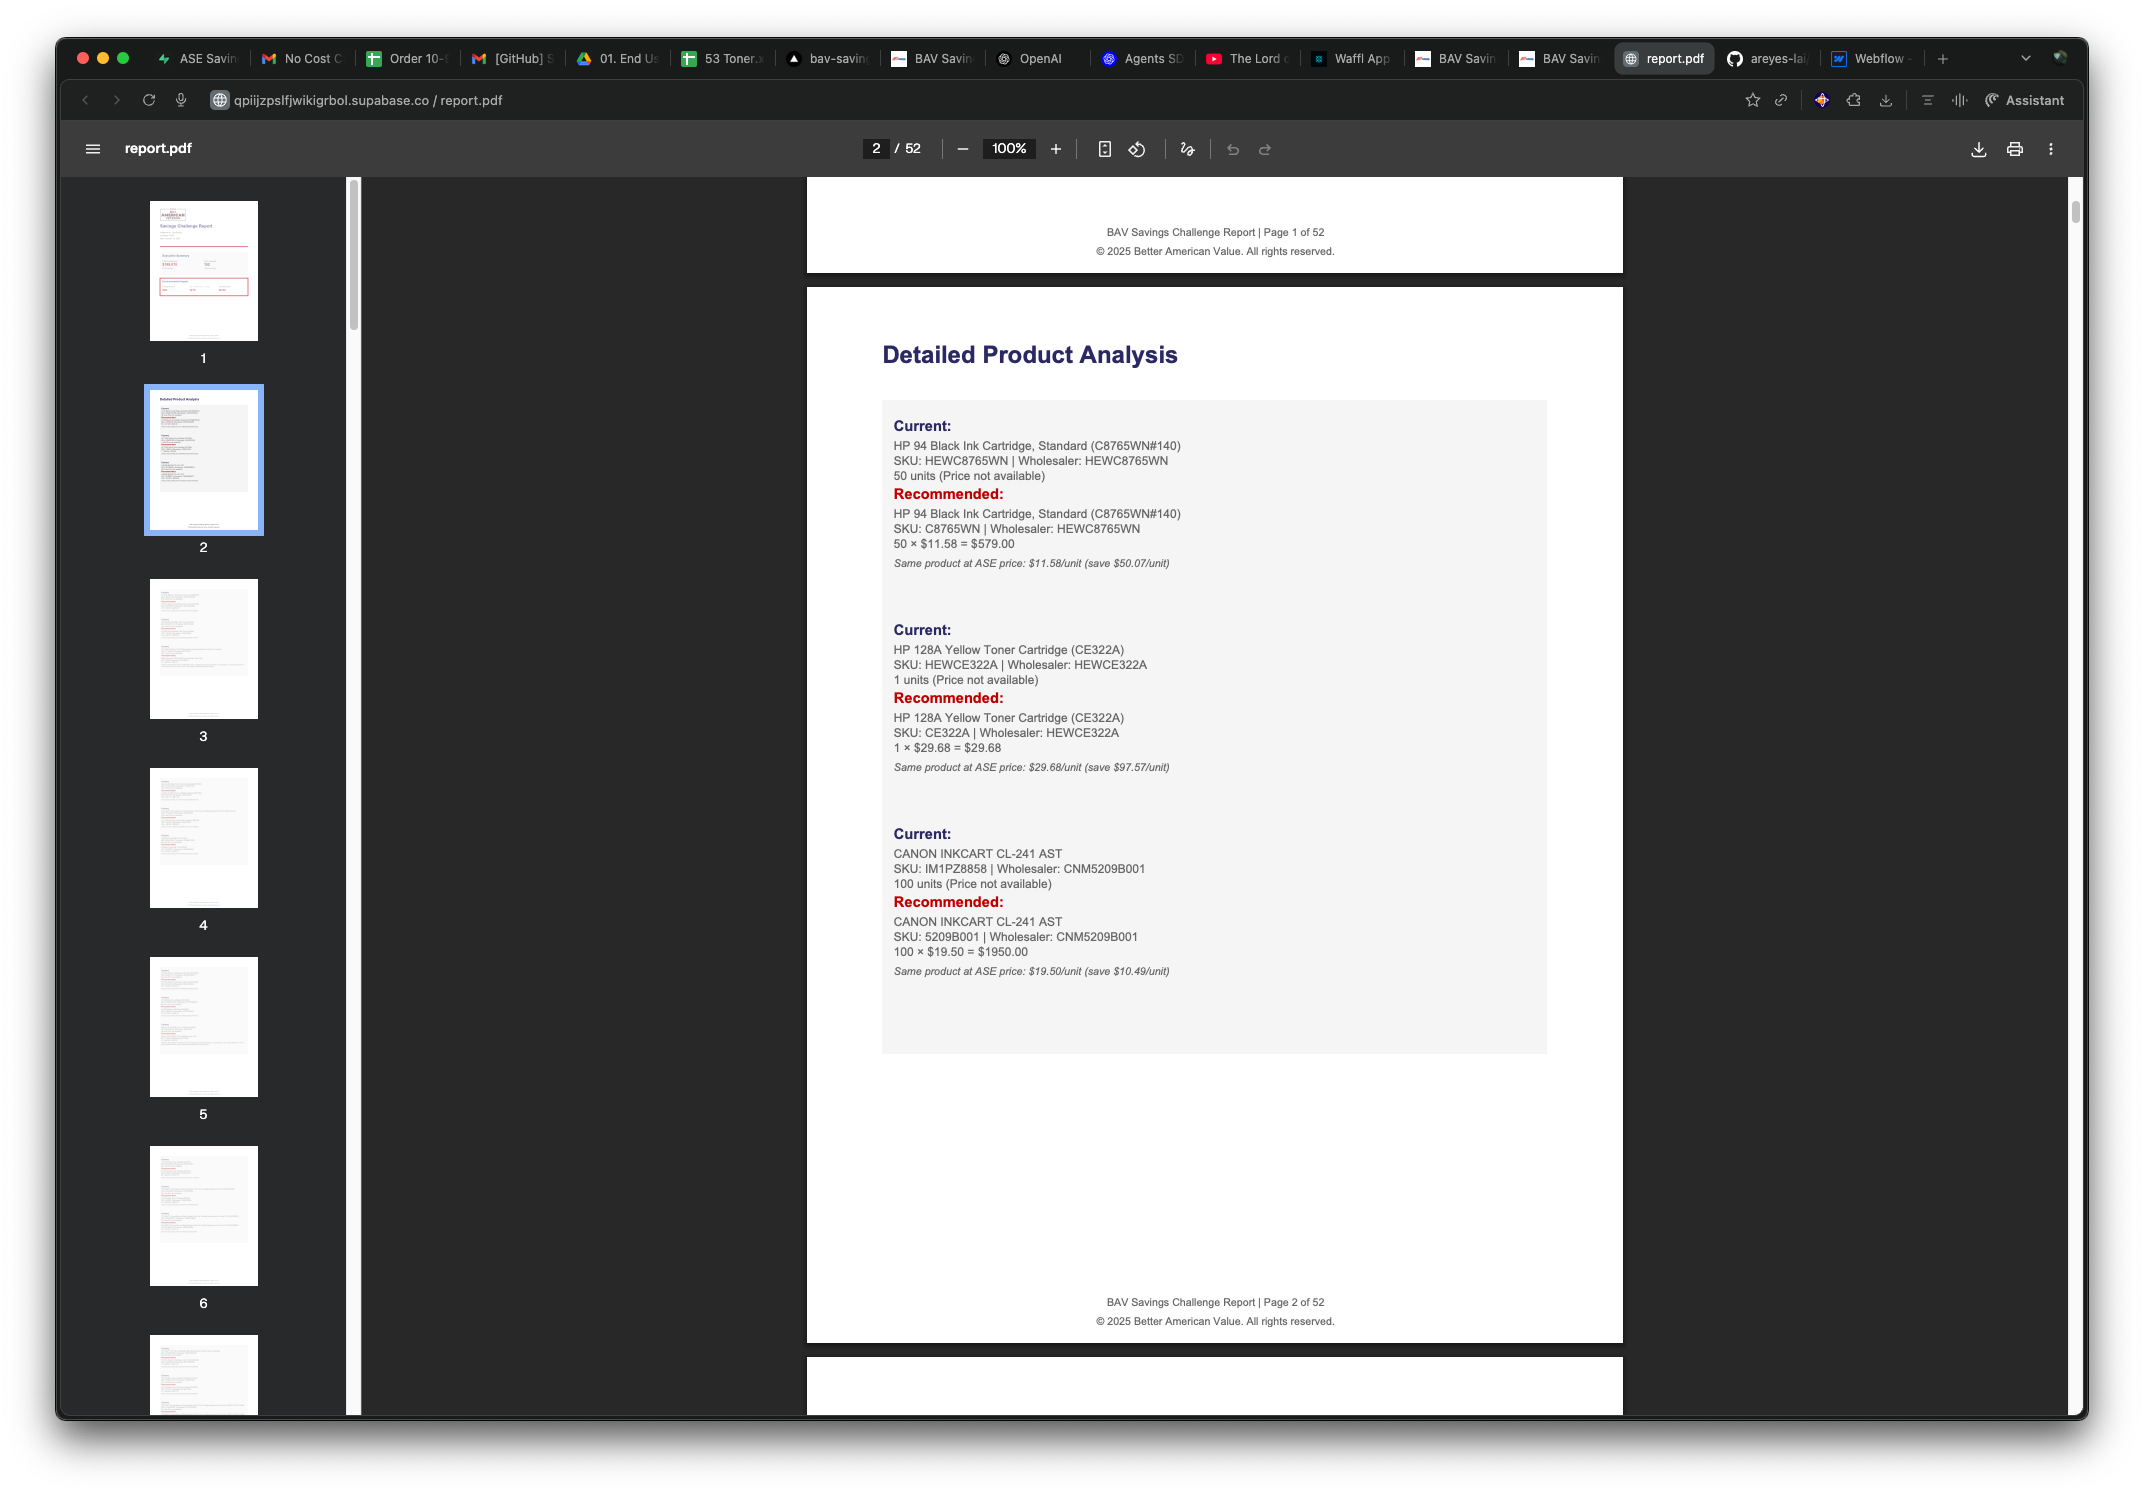 ASE Savin
No Cost C
Order 10-
[GitHub] S
01. End Us
53 Toner.x
bav-saving
BAV Savin
OpenAI
Agents SD
The Lord o
Waffl App
BAV Savin
BAV Savin
report.pdf
areyes-lai/
Webflow -
qpiijzpslfjwikigrbol.supabase.co / report.pdf
Assistant
report.pdf
2 / 52
100%
1
2
3
4
5
6
BAV Savings Challenge Report | Page 1 of 52
© 2025 Better American Value. All rights reserved.
Detailed Product Analysis
Current:
HP 94 Black Ink Cartridge, Standard (C8765WN#140)
SKU: HEWC8765WN | Wholesaler: HEWC8765WN
50 units (Price not available)
Recommended:
HP 94 Black Ink Cartridge, Standard (C8765WN#140)
SKU: C8765WN | Wholesaler: HEWC8765WN
50 × $11.58 = $579.00
Same product at ASE price: $11.58/unit (save $50.07/unit)
Current:
HP 128A Yellow Toner Cartridge (CE322A)
SKU: HEWCE322A | Wholesaler: HEWCE322A
1 units (Price not available)
Recommended:
HP 128A Yellow Toner Cartridge (CE322A)
SKU: CE322A | Wholesaler: HEWCE322A
1 × $29.68 = $29.68
Same product at ASE price: $29.68/unit (save $97.57/unit)
Current:
CANON INKCART CL-241 AST
SKU: IM1PZ8858 | Wholesaler: CNM5209B001
100 units (Price not available)
Recommended:
CANON INKCART CL-241 AST
SKU: 5209B001 | Wholesaler: CNM5209B001
100 × $19.50 = $1950.00
Same product at ASE price: $19.50/unit (save $10.49/unit)
BAV Savings Challenge Report | Page 2 of 52
© 2025 Better American Value. All rights reserved.